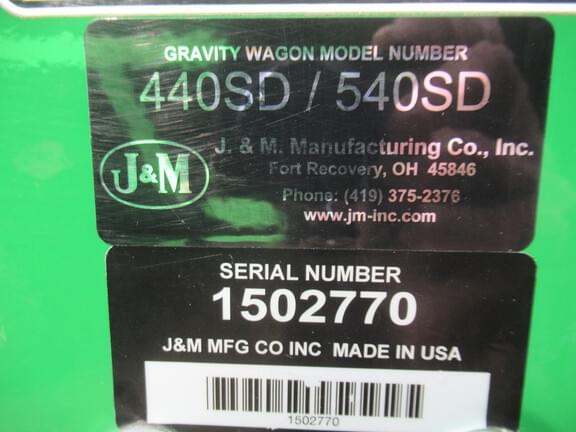 GRAVITY WAGON MODEL NUMBER
440SD / 540SD
J&M
J. & M. Manufacturing Co., Inc.
Fort Recovery, OH 45846
Phone: (419) 375-2376
www.jm-inc.com
SERIAL NUMBER
1502770
J&M MFG CO INC MADE IN USA
1502770